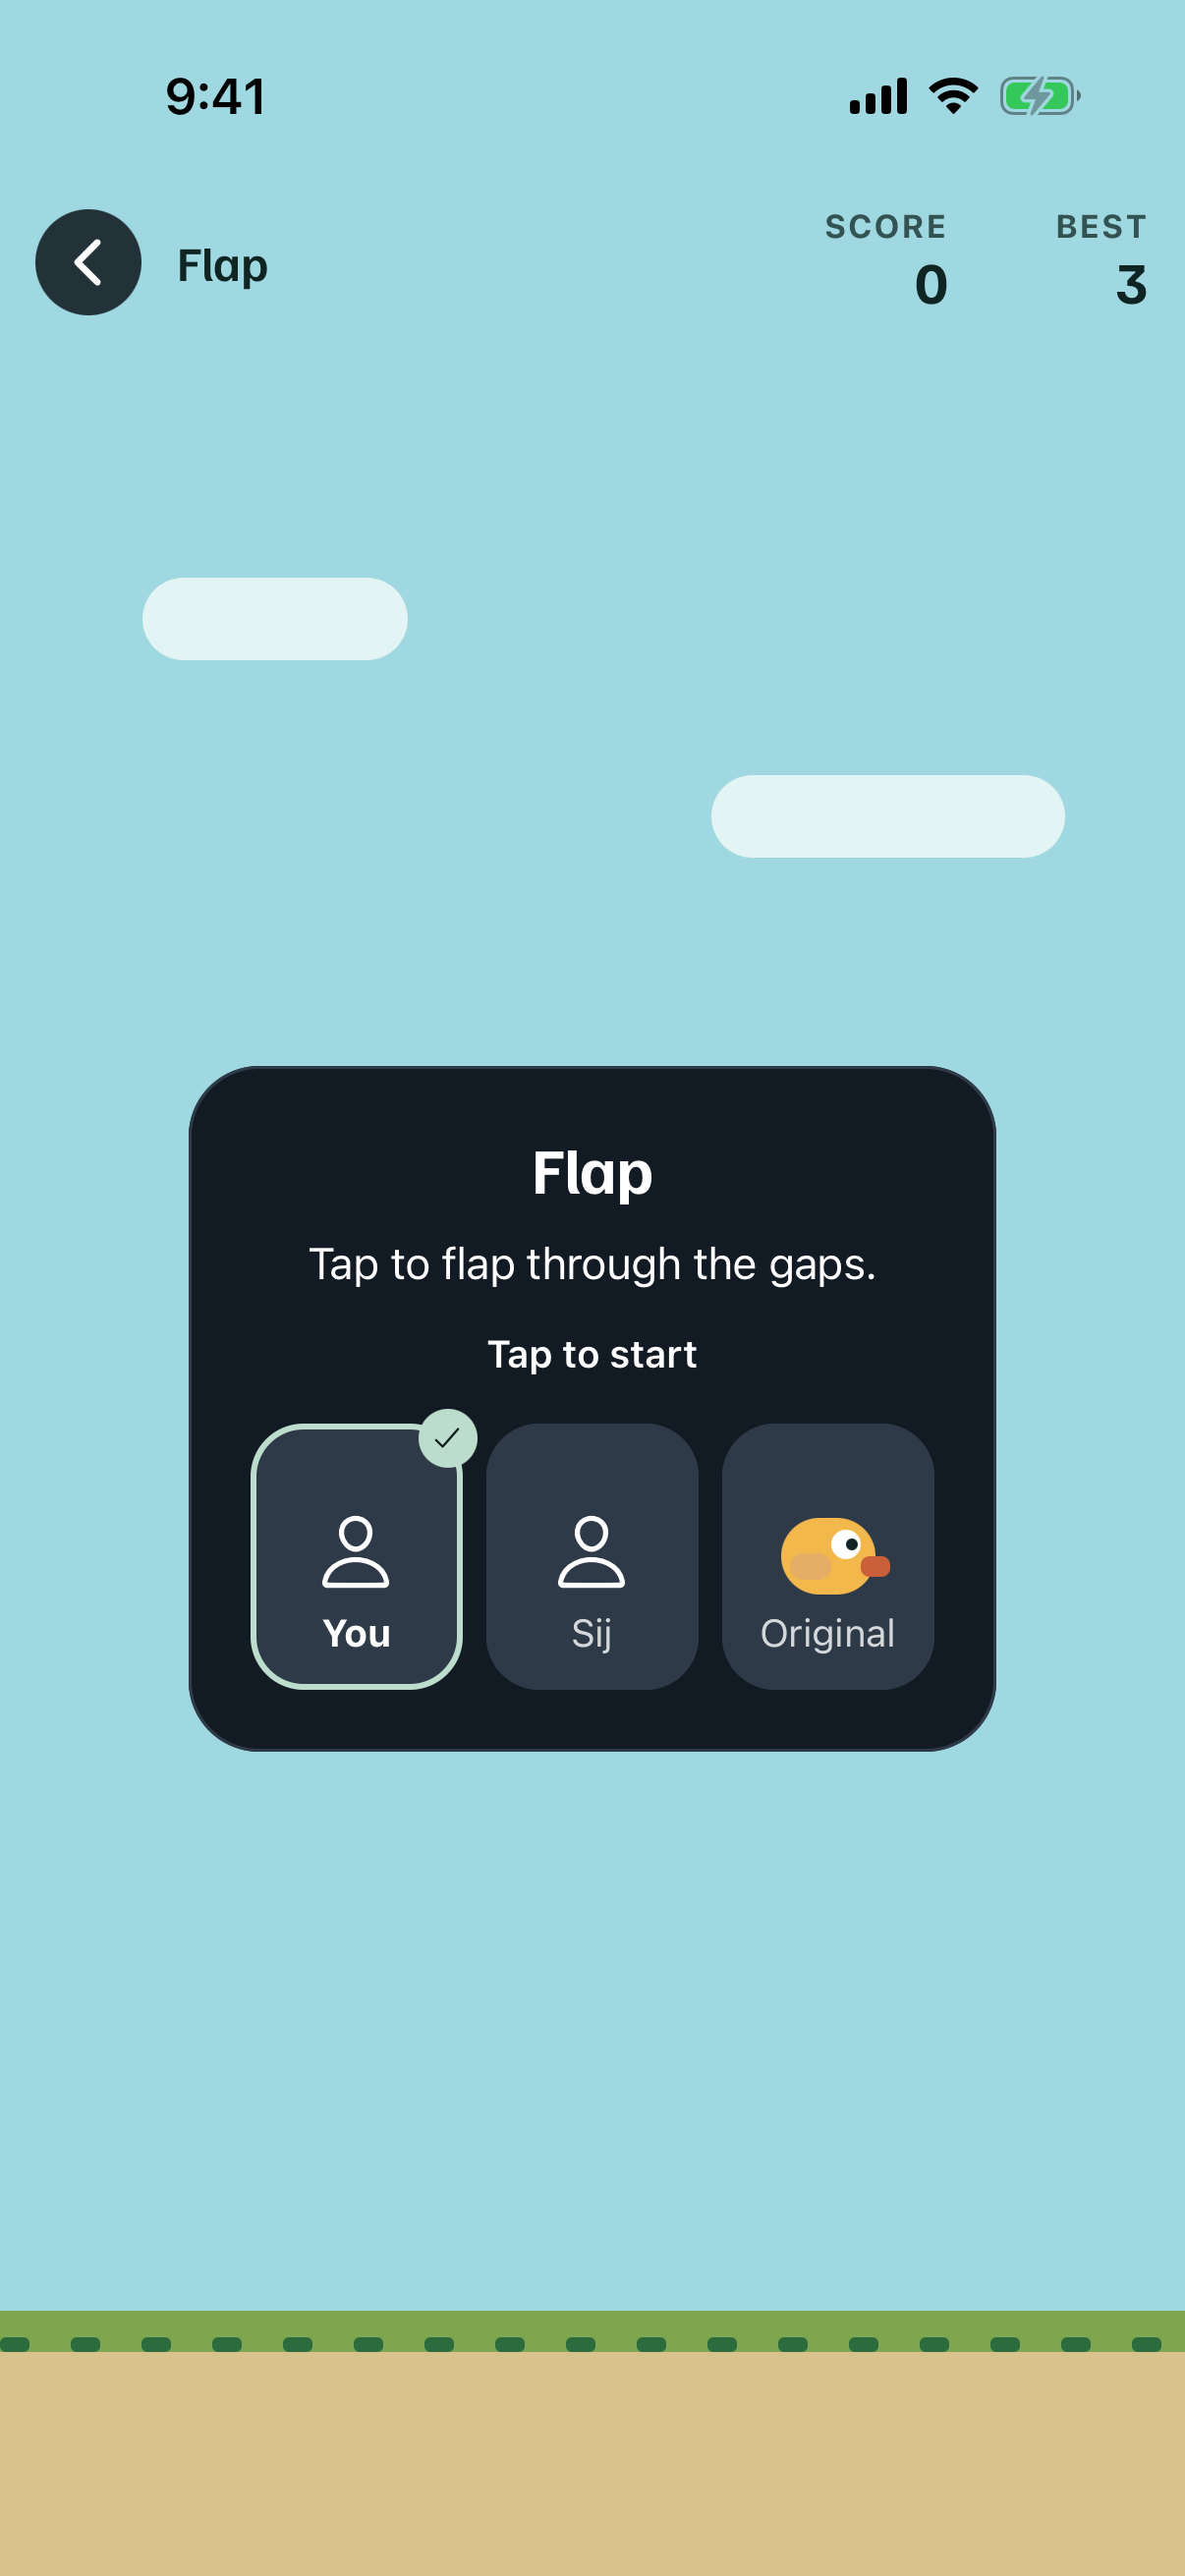 9:41
Flap
SCORE
0
BEST
3
Flap
Tap to flap through the gaps.
Tap to start
You
Sij
Original